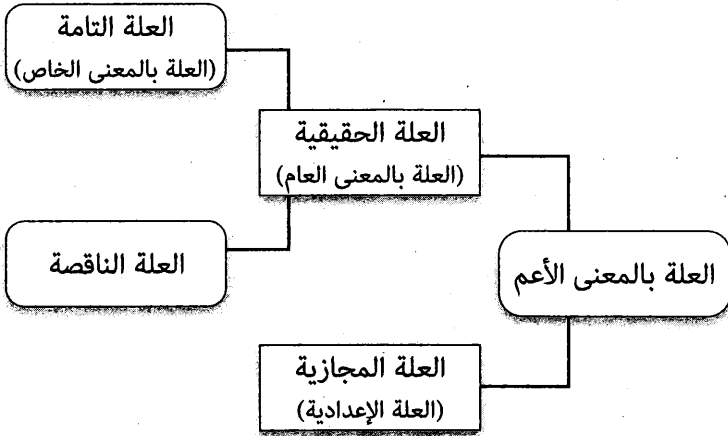 العلة التامة
(العلة بالمعنى الخاص)
العلة الحقيقية
(العلة بالمعنى العام)
العلة الناقصة
العلة بالمعنى الأعم
العلة المجازية
(العلة الإعدادية)